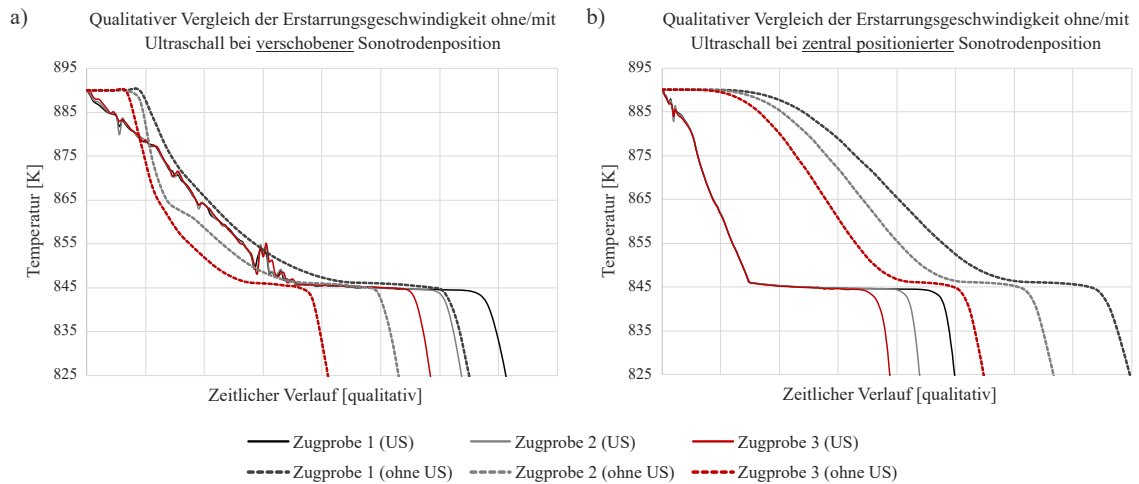 a)
Qualitativer Vergleich der Erstarrungsgeschwindigkeit ohne/mit
Ultraschall bei verschobener Sonotrodenposition
895
885
875
865
855
845
835
825
Temperatur [K]
Zeitlicher Verlauf [qualitativ]
b)
Qualitativer Vergleich der Erstarrungsgeschwindigkeit ohne/mit
Ultraschall bei zentral positionierter Sonotrodenposition
895
885
875
865
855
845
835
825
Temperatur [K]
Zeitlicher Verlauf [qualitativ]
Zugprobe 1 (US) Zugprobe 2 (US) Zugprobe 3 (US)
Zugprobe 1 (ohne US) Zugprobe 2 (ohne US) Zugprobe 3 (ohne US)